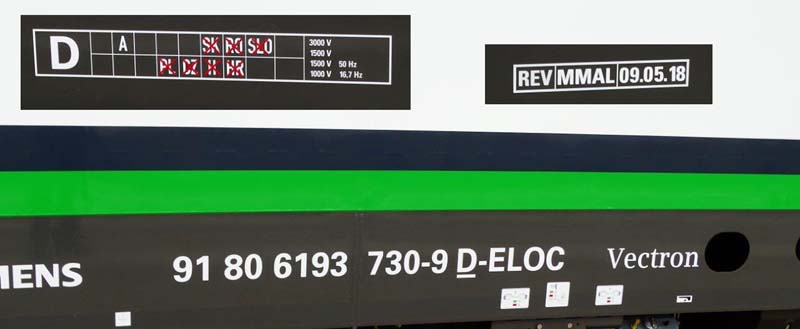 D A SK RO SLO 3000 V
1500 V
1500 V 50 Hz
1000 V 16,7 Hz
REV MMAL 09.05.18
MENS 91 80 6193 730-9 D-ELOC Vectron